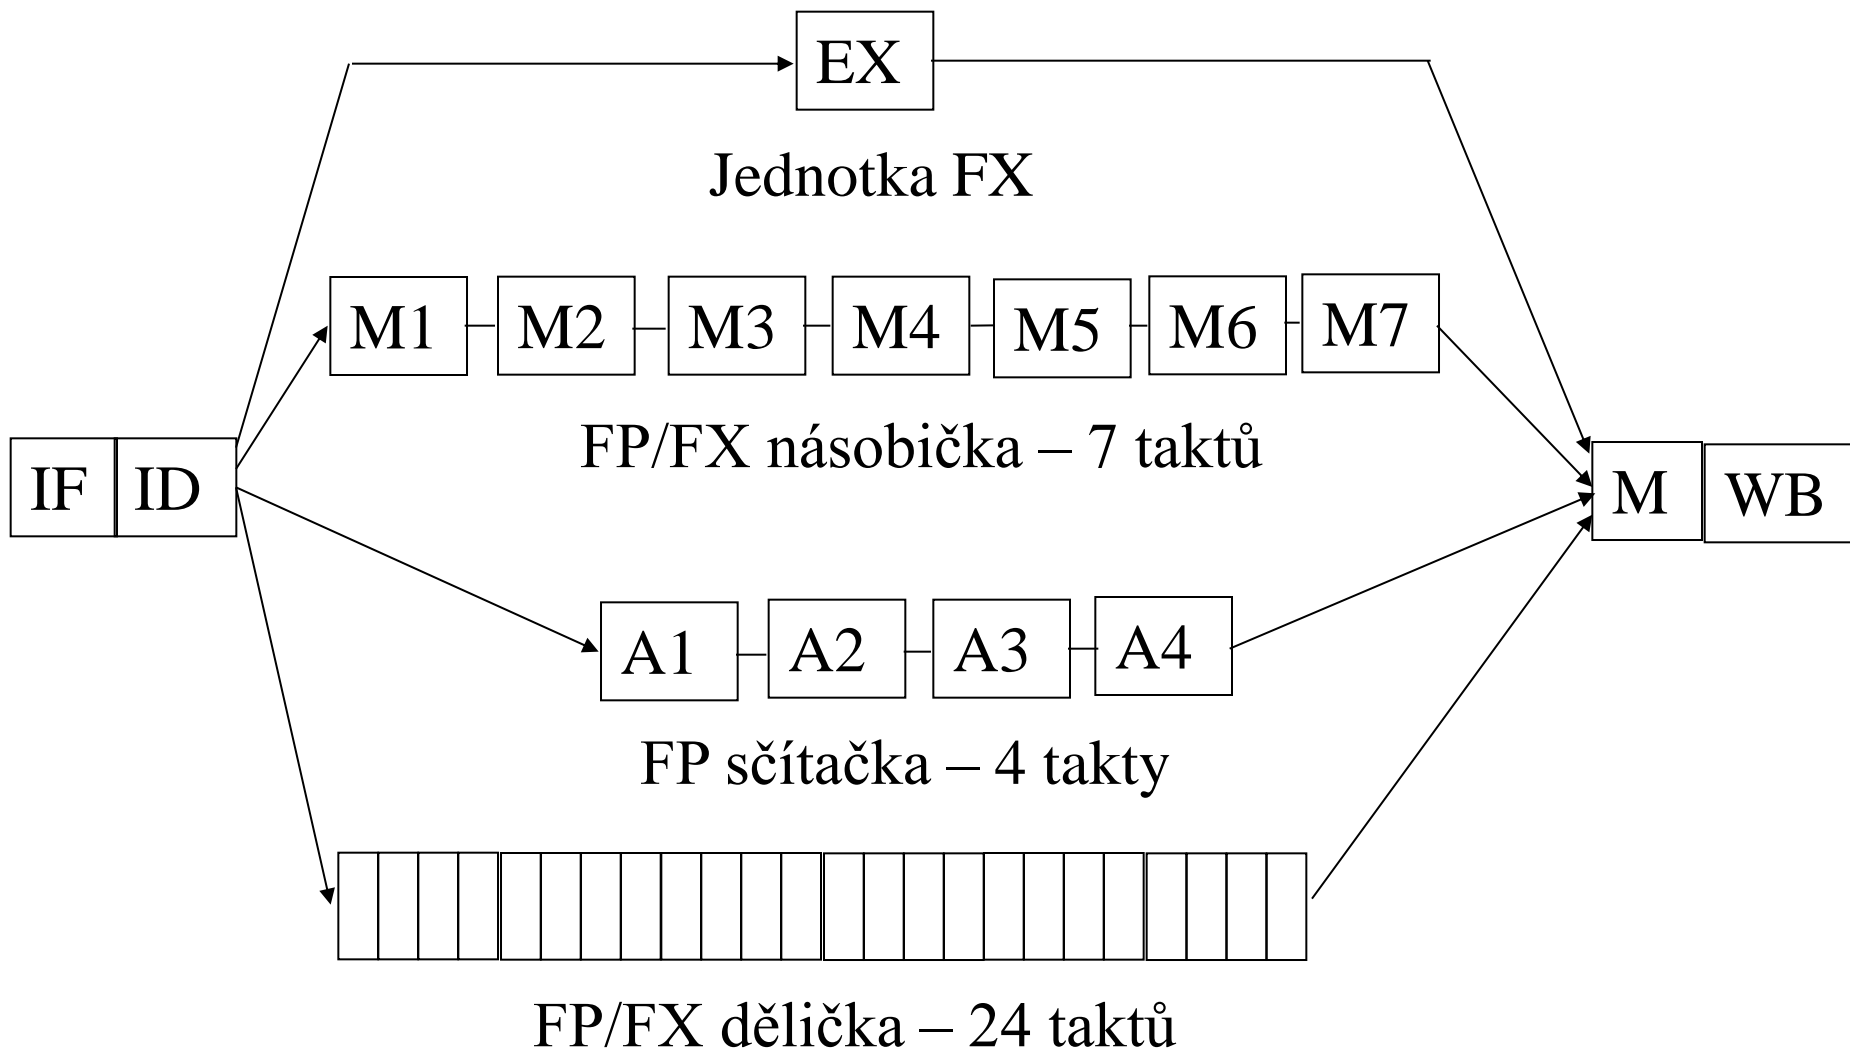 EX
Jednotka FX
M1 M2 M3 M4 M5 M6 M7
FP/FX násobička – 7 taktů
IF ID
M WB
A1 A2 A3 A4
FP sčítačka – 4 takty
FP/FX dělička – 24 taktů